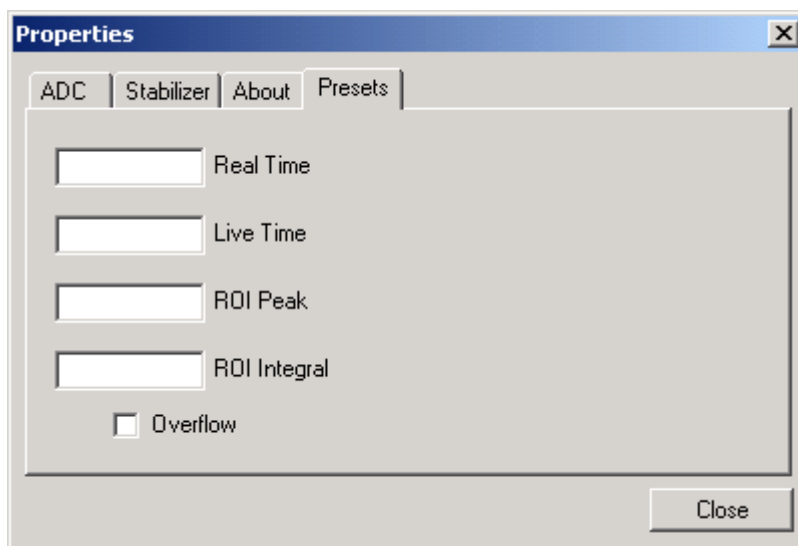 Properties
ADC Stabilizer About Presets
Real Time
Live Time
ROI Peak
ROI Integral
Overflow
Close